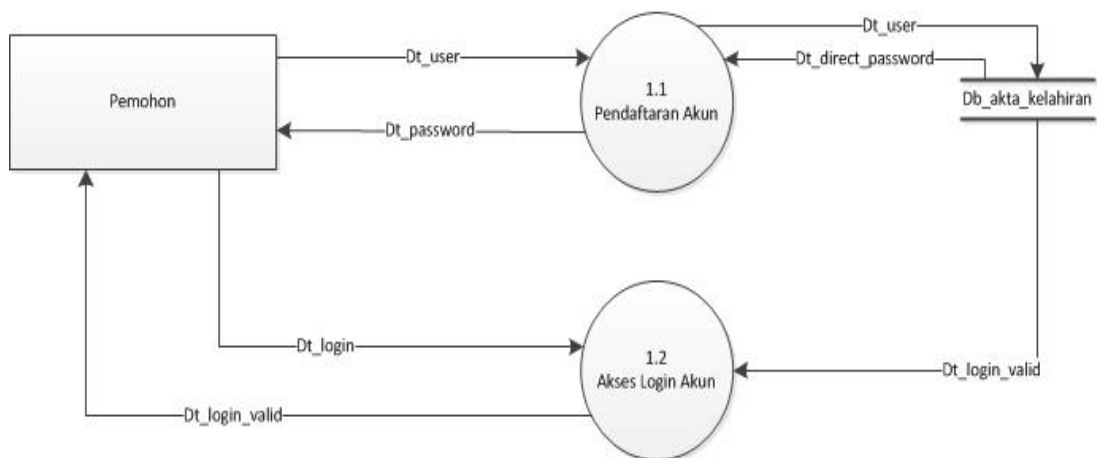 Dt_user
Dt_user
Dt_direct_password
Pemohon
1.1
Pendaftaran Akun
Db_akta_kelahiran
Dt_password
Dt_login
1.2
Akses Login Akun
Dt_login_valid
Dt_login_valid